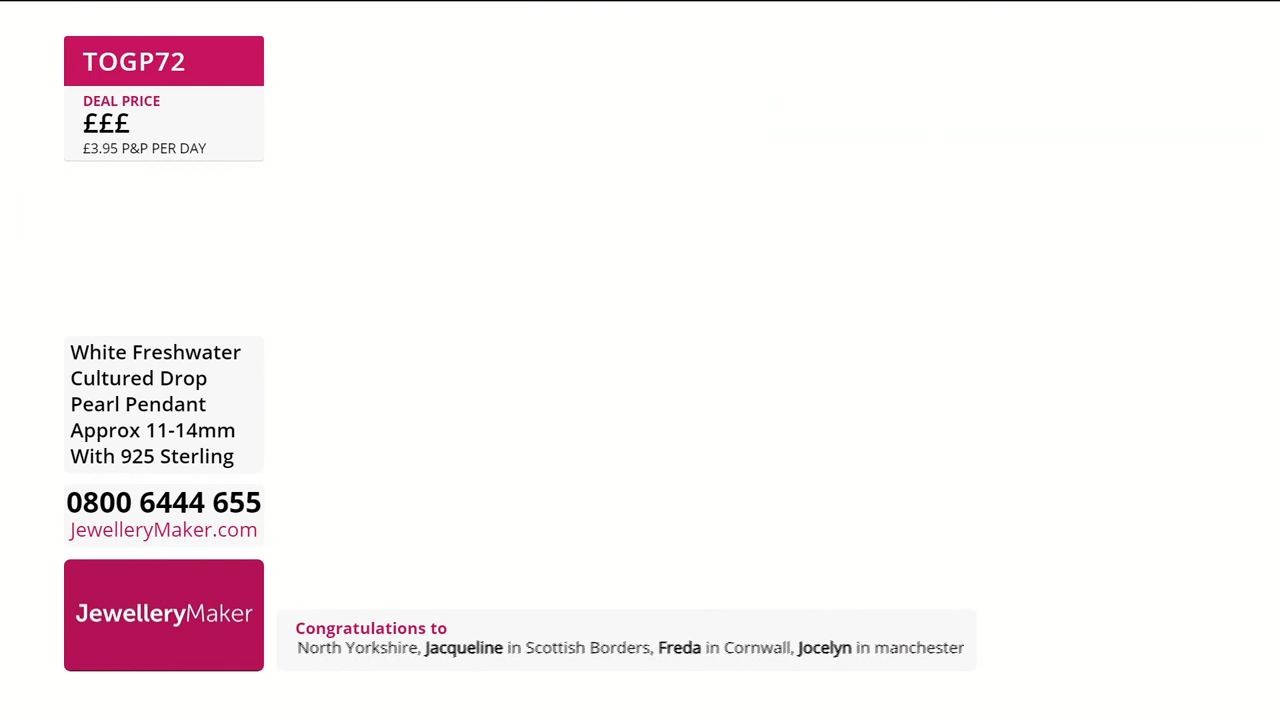 TOGP72
DEAL PRICE
£££
£3.95 P&P PER DAY
White Freshwater
Cultured Drop
Pearl Pendant
Approx 11-14mm
With 925 Sterling
0800 6444 655
JewelleryMaker.com
JewelleryMaker
Congratulations to
North Yorkshire, Jacqueline in Scottish Borders, Freda in Cornwall, Jocelyn in manchester